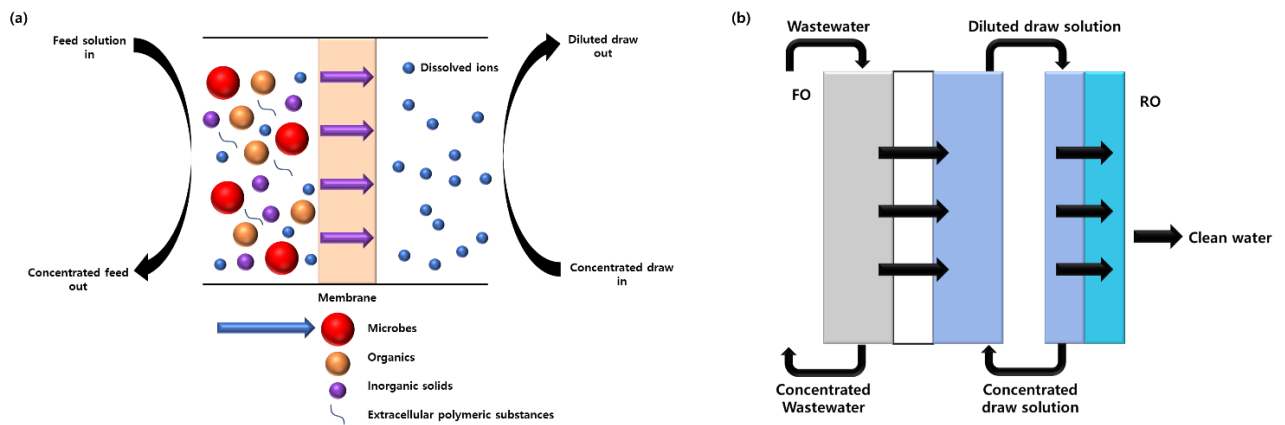 (a)
Feed solution
in
Diluted draw
out
Dissolved ions
Concentrated feed
out
Concentrated draw
in
Membrane
Microbes
Organics
Inorganic solids
Extracellular polymeric substances
(b)
Wastewater
Diluted draw solution
FO
RO
Clean water
Concentrated
Wastewater
Concentrated
draw solution